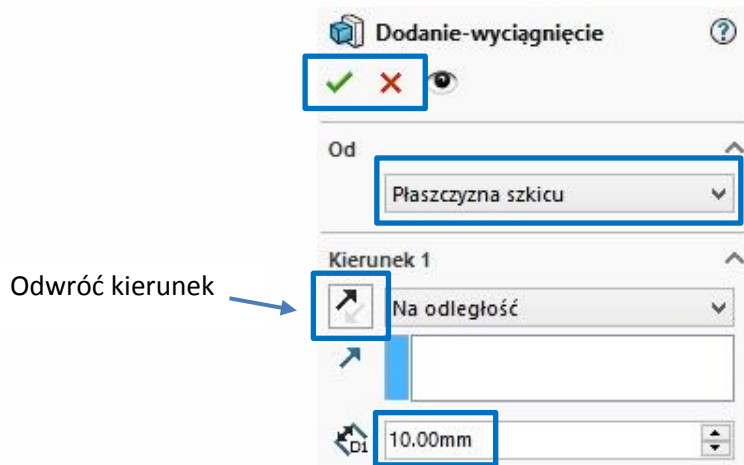 Dodanie-wyciągnięcie
Od
Płaszczyzna szkicu
Kierunek 1
Odwróć kierunek
Na odległość
D1
10.00mm